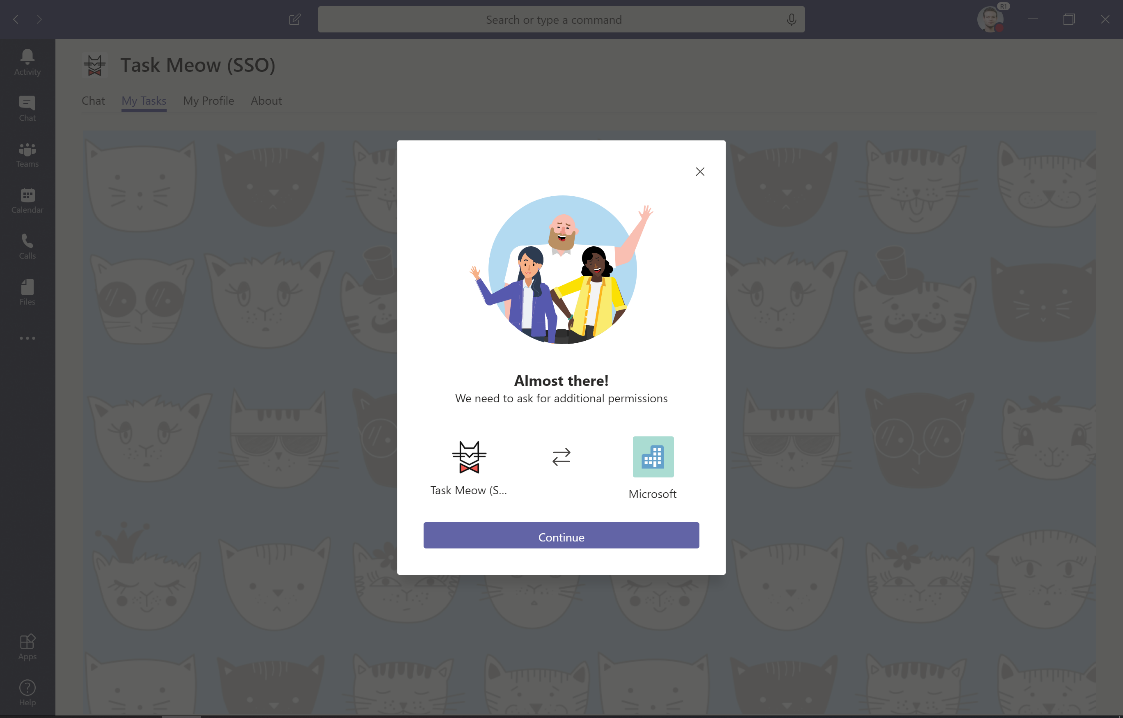 Search or type a command
Activity
Chat
Teams
Calendar
Calls
Files
Apps
Help
Task Meow (SSO)
Chat My Tasks My Profile About
Almost there!
We need to ask for additional permissions
Task Meow (S...
Microsoft
Continue